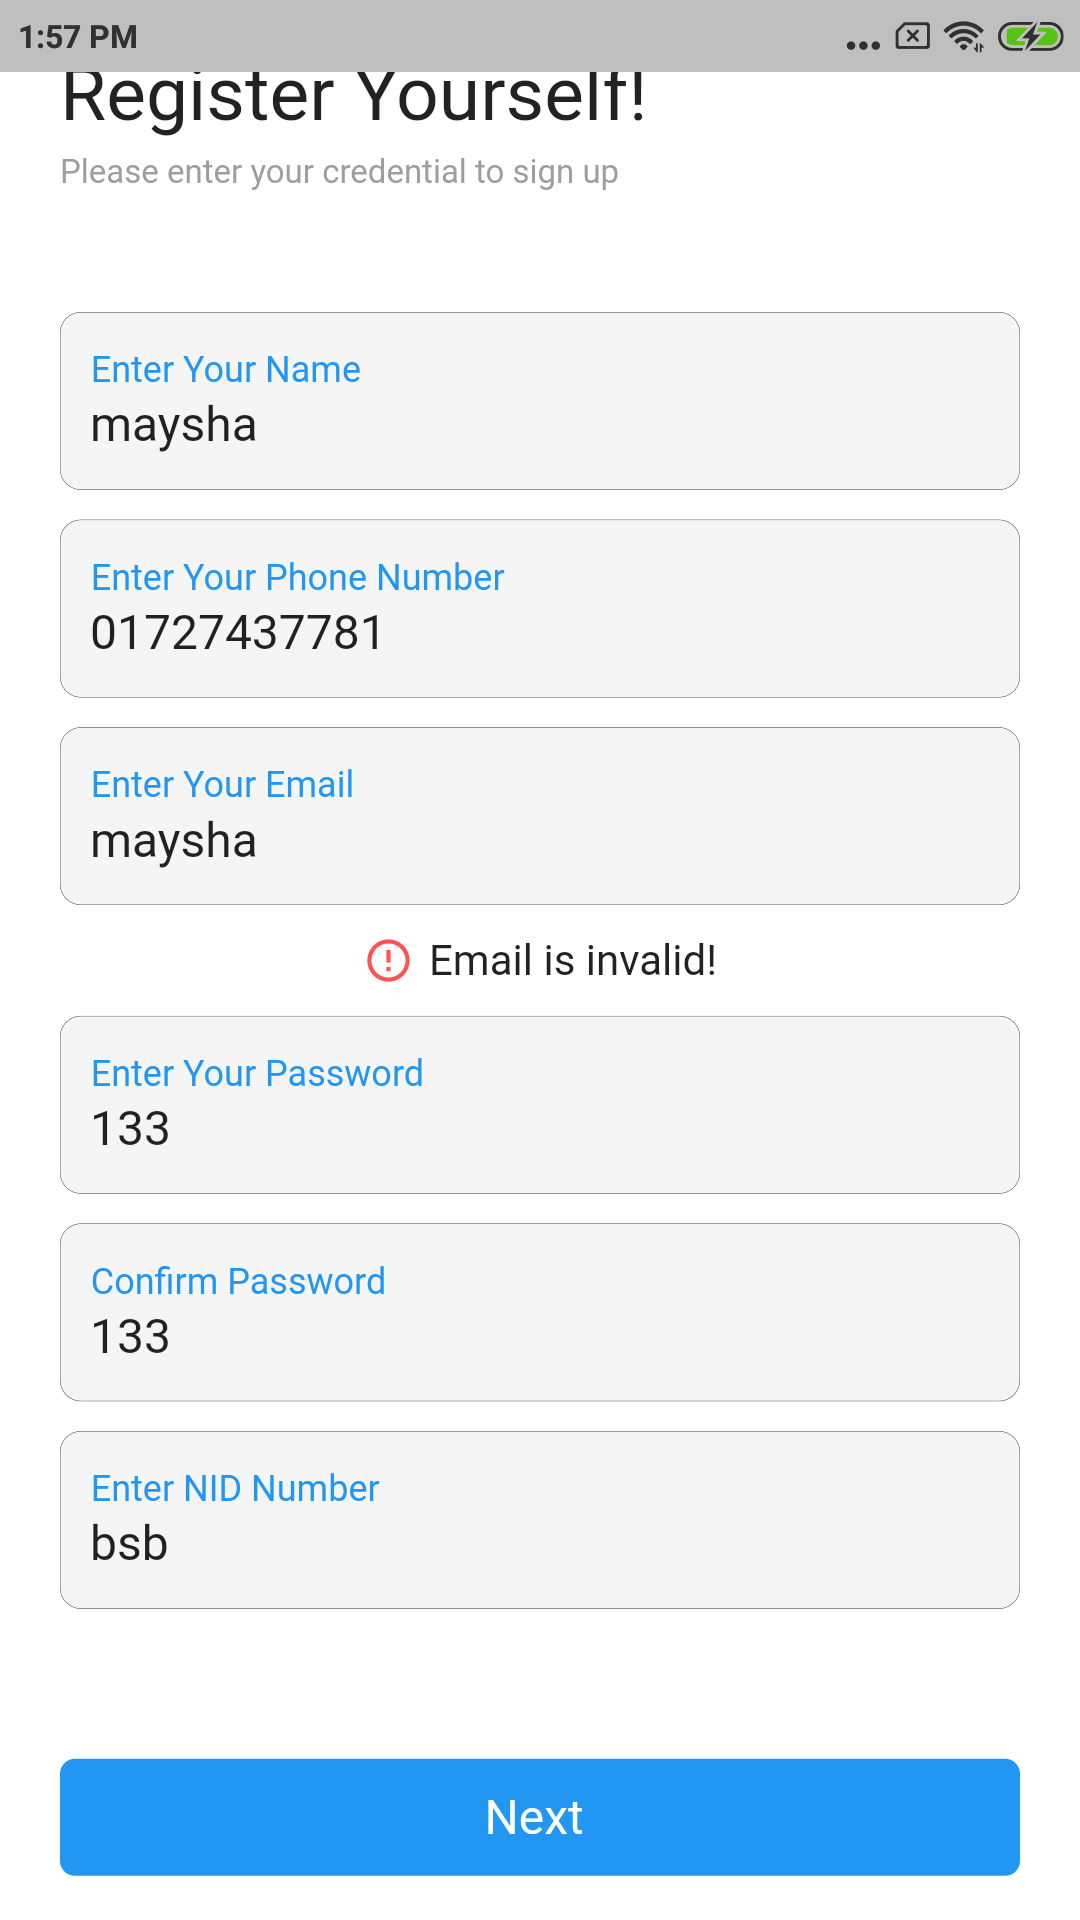 1:57 PM
Register Yourself!
Please enter your credential to sign up
Enter Your Name
maysha
Enter Your Phone Number
01727437781
Enter Your Email
maysha
Email is invalid!
Enter Your Password
133
Confirm Password
133
Enter NID Number
bsb
Next